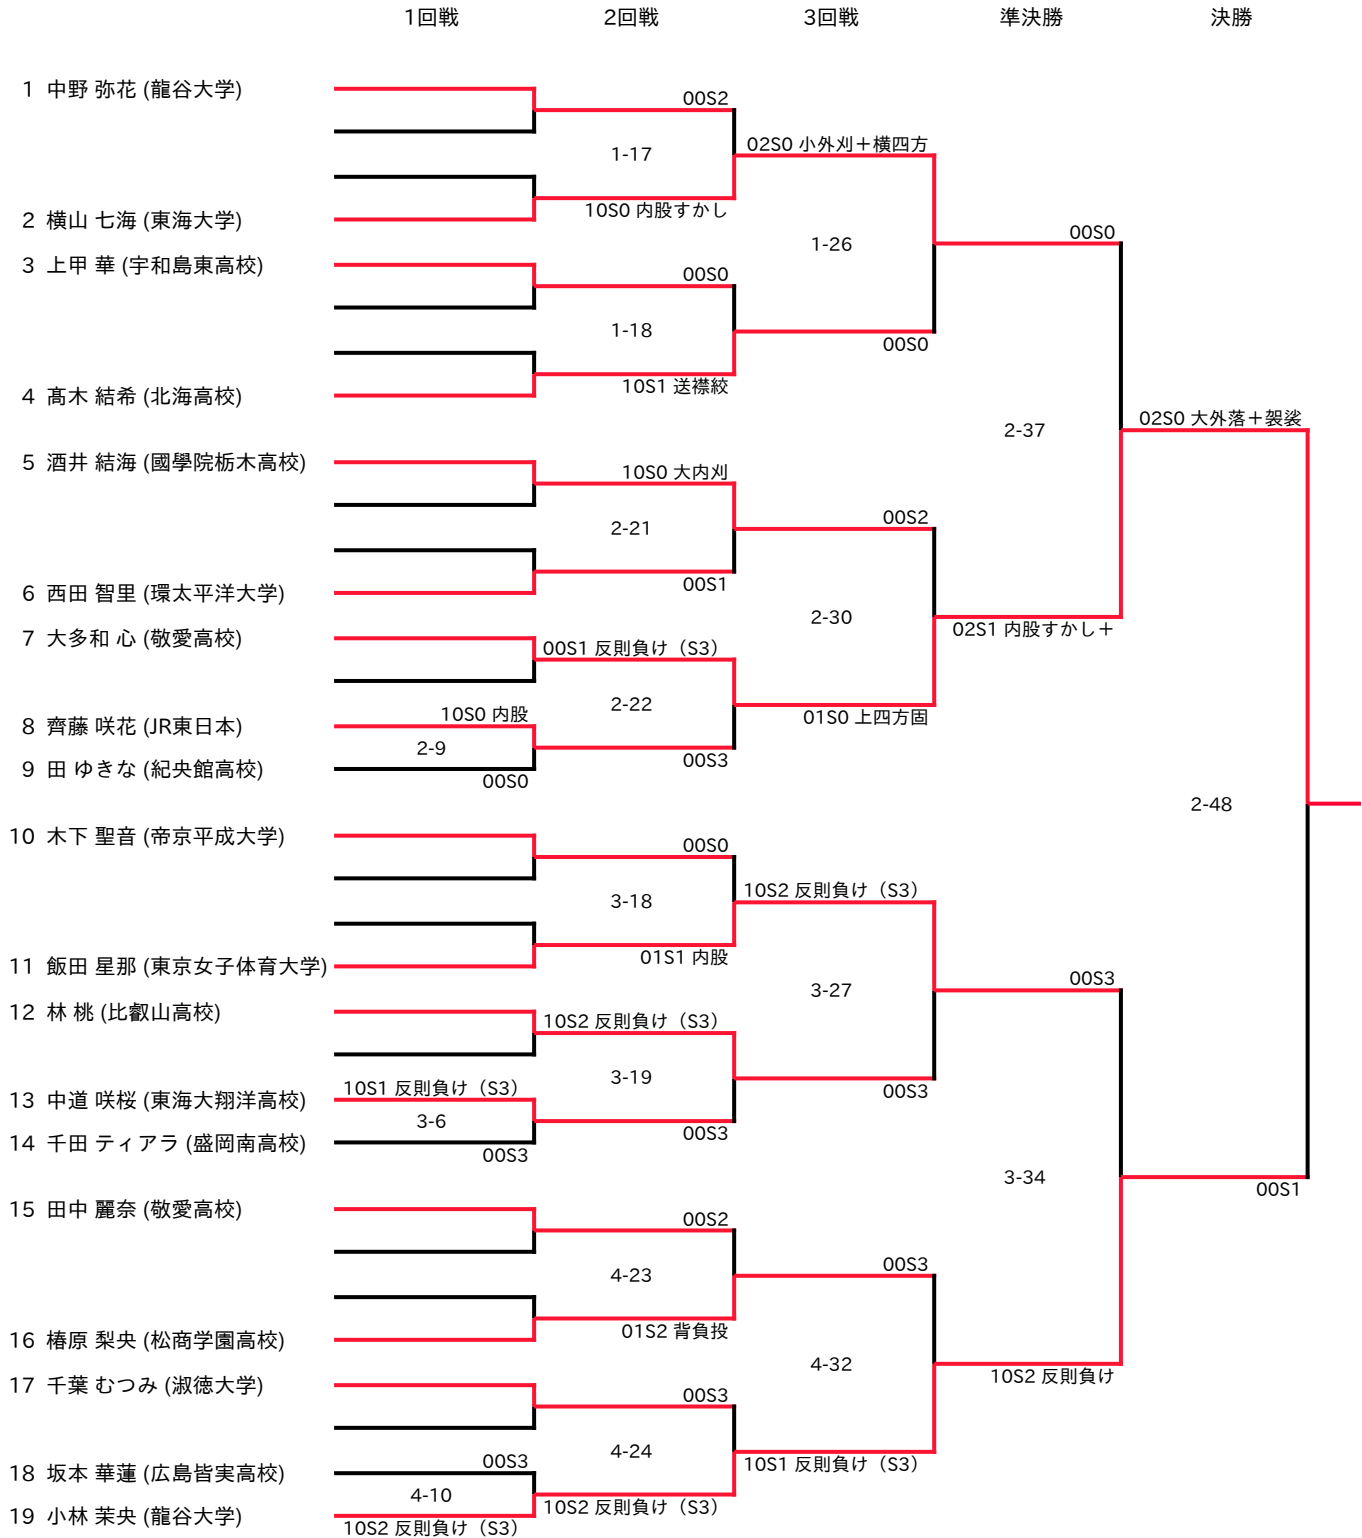 1回戦 2回戦 3回戦 準決勝 決勝
1 中野 弥花 (龍谷大学)
00S2
1-17
02S0 小外刈＋横四方
2 横山 七海 (東海大学)
10S0 内股すかし
1-26
00S0
3 上甲 華 (宇和島東高校)
00S0
1-18
00S0
4 髙木 結希 (北海高校)
10S1 送襟絞
2-37
02S0 大外落＋袈裟
5 酒井 結海 (國學院栃木高校)
10S0 大内刈
2-21
00S2
6 西田 智里 (環太平洋大学)
00S1
2-30
02S1 内股すかし＋
7 大多和 心 (敬愛高校)
00S1 反則負け（S3）
2-22
01S0 上四方固
8 齊藤 咲花 (JR東日本)
10S0 内股
2-9
9 田 ゆきな (紀央館高校)
00S0
00S3
2-48
10 木下 聖音 (帝京平成大学)
00S0
3-18
10S2 反則負け（S3）
11 飯田 星那 (東京女子体育大学)
01S1 内股
3-27
00S3
12 林 桃 (比叡山高校)
10S2 反則負け（S3）
3-19
00S3
13 中道 咲桜 (東海大翔洋高校)
10S1 反則負け（S3）
3-6
14 千田 ティアラ (盛岡南高校)
00S3
00S3
3-34
00S1
15 田中 麗奈 (敬愛高校)
00S2
4-23
00S3
16 椿原 梨央 (松商学園高校)
01S2 背負投
4-32
10S2 反則負け
17 千葉 むつみ (淑徳大学)
00S3
4-24
10S1 反則負け（S3）
18 坂本 華蓮 (広島皆実高校)
00S3
4-10
19 小林 茉央 (龍谷大学)
10S2 反則負け（S3）
10S2 反則負け（S3）